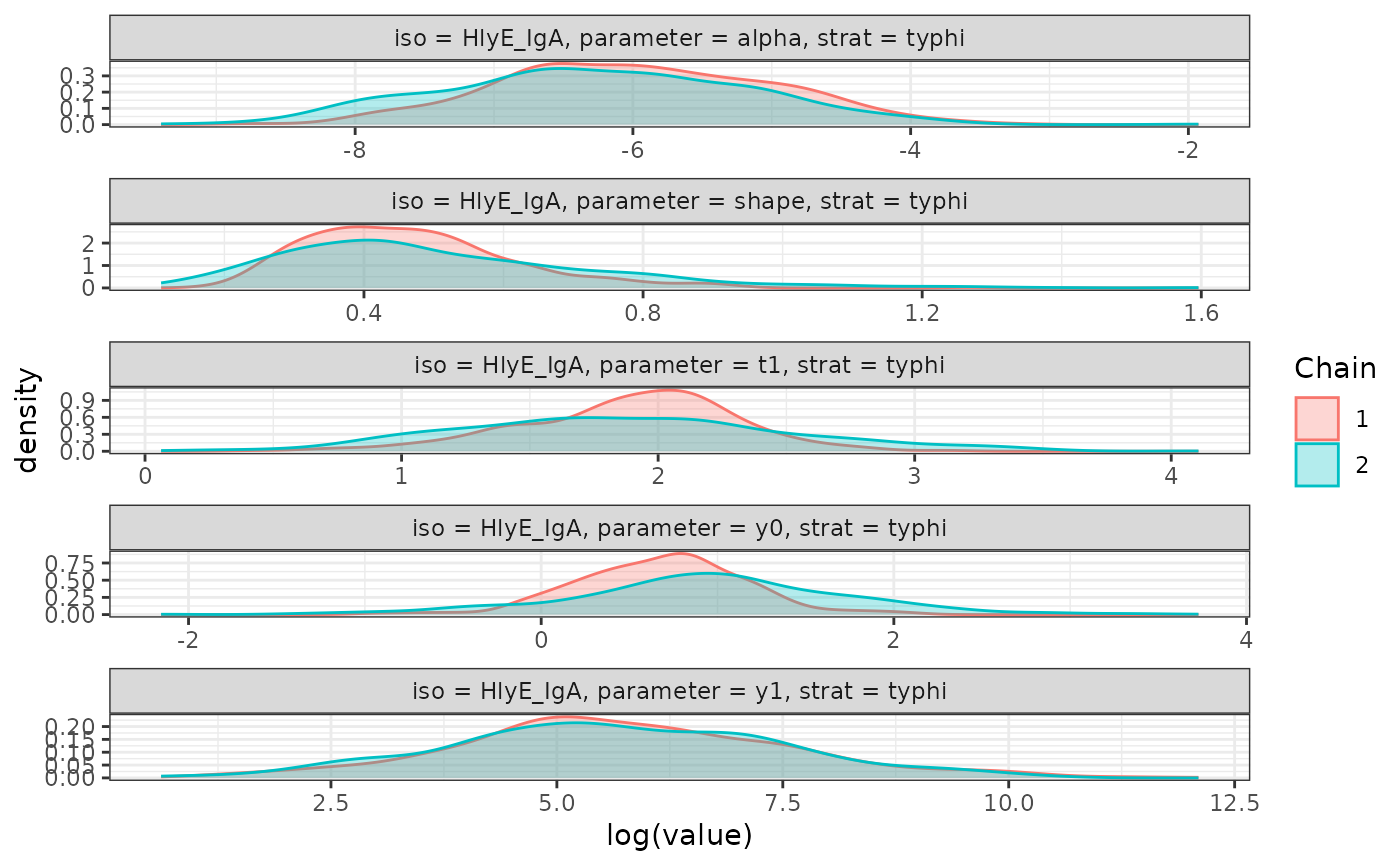 iso = HlyE_IgA, parameter = alpha, strat = typhi
0.3
0.2
0.1
0.0
-8 -6 -4 -2
iso = HlyE_IgA, parameter = shape, strat = typhi
2
1
0
0.4 0.8 1.2 1.6
iso = HlyE_IgA, parameter = t1, strat = typhi
0.9
0.6
0.3
0.0
0 1 2 3 4
iso = HlyE_IgA, parameter = y0, strat = typhi
0.75
0.50
0.25
0.00
-2 0 2 4
iso = HlyE_IgA, parameter = y1, strat = typhi
0.20
0.15
0.10
0.05
0.00
2.5 5.0 7.5 10.0 12.5
log(value)
density
Chain
1
2